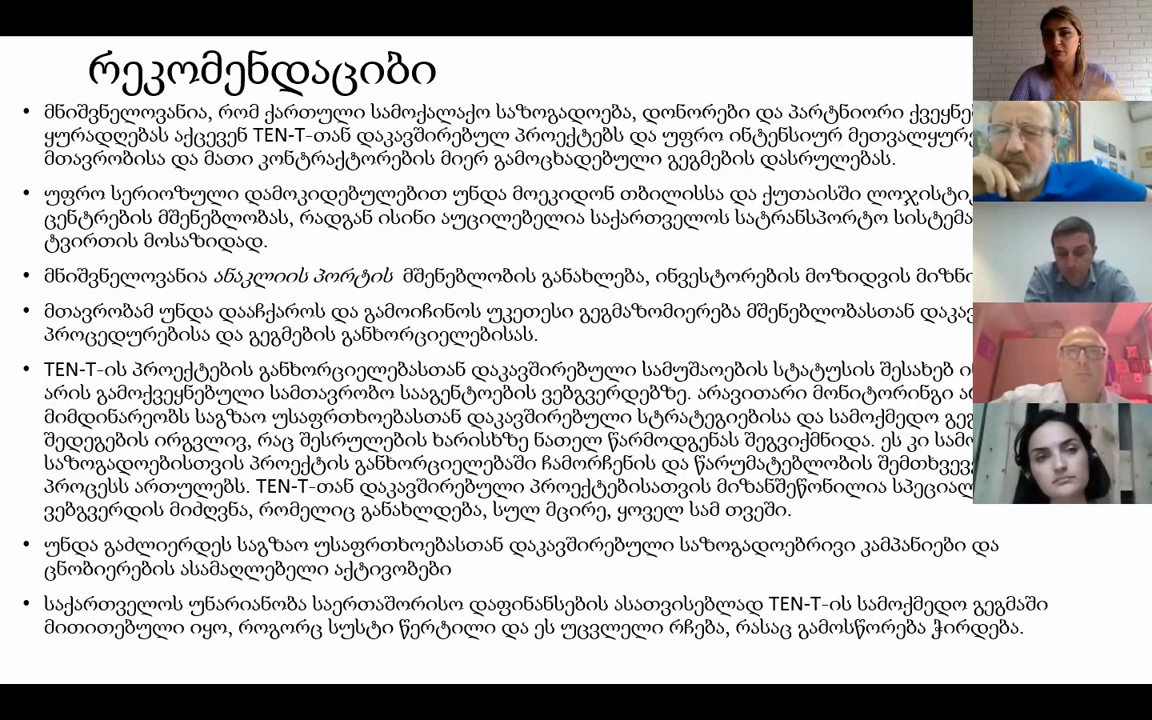 რეკომენდაციბი
• მნიშვნელოვანია, რომ ქართული სამოქალაქო საზოგადოება, დონორები და პარტნიორი
ყურადღებას აქცევენ TEN-T-თან დაკავშირებულ პროექტებს და უფრო ინტენსიურ
მთავრობისა და მათი კონტრაქტორების მიერ გამოცხადებული გეგმების დასრულებას.
• უფრო სერიოზული დამოკიდებულებით უნდა მოეკიდონ თბილისსა და ქუთაისში
ცენტრების მშენებლობას, რადგან ისინი აუცილებელია საქართველოს სატრანსპორტო
ტვირთის მოსაზიდად.
• მნიშვნელოვანია ანაკლიის პორტის მშენებლობის განახლება, ინვესტორების მოზიდვის
• მთავრობამ უნდა დააჩქაროს და გამოიჩინოს უკეთესი გეგმაზომიერება მშენებლობასთან
პროცედურებისა და გეგმების განხორციელებისას.
• TEN-T-ის პროექტების განხორციელებასთან დაკავშირებული სამუშაოების სტატუსის შესახებ
არის გამოქვეყნებული სამთავრობო სააგენტოების ვებგვერდებზე. არავითარი მონიტორინგი
მიმდინარეობს საგზაო უსაფრთხოებასთან დაკავშირებული სტრატეგიებისა და სამოქმედო
შედეგების ირგვლივ, რაც შესრულების ხარისხზე ნათელ წარმოდგენას შეგვიქმნიდა. ეს კი
საზოგადოებისთვის პროექტის განხორციელებაში ჩამორჩენის და წარუმატებლობის
პროცესს ართულებს. TEN-T-თან დაკავშირებული პროექტებისათვის მიზანშეწონილია
ვებგვერდის მიძღვნა, რომელიც განახლდება, სულ მცირე, ყოველ სამ თვეში.
• უნდა გაძლიერდეს საგზაო უსაფრთხოებასთან დაკავშირებული საზოგადოებრივი კამპანიები და
ცნობიერების ასამაღლებელი აქტივობები
• საქართველოს უნარიანობა საერთაშორისო დაფინანსების ასათვისებლად TEN-T-ის სამოქმედო გეგმაში
მითითებული იყო, როგორც სუსტი წერტილი და ეს უცვლელი რჩება, რასაც გამოსწორება ჭირდება.